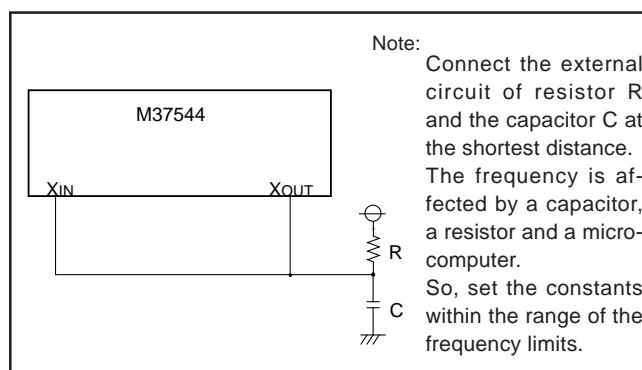 M37544
XIN
XOUT
R
C
Note:
Connect the external
circuit of resistor R
and the capacitor C at
the shortest distance.
The frequency is af-
fected by a capacitor,
a resistor and a micro-
computer.
So, set the constants
within the range of the
frequency limits.